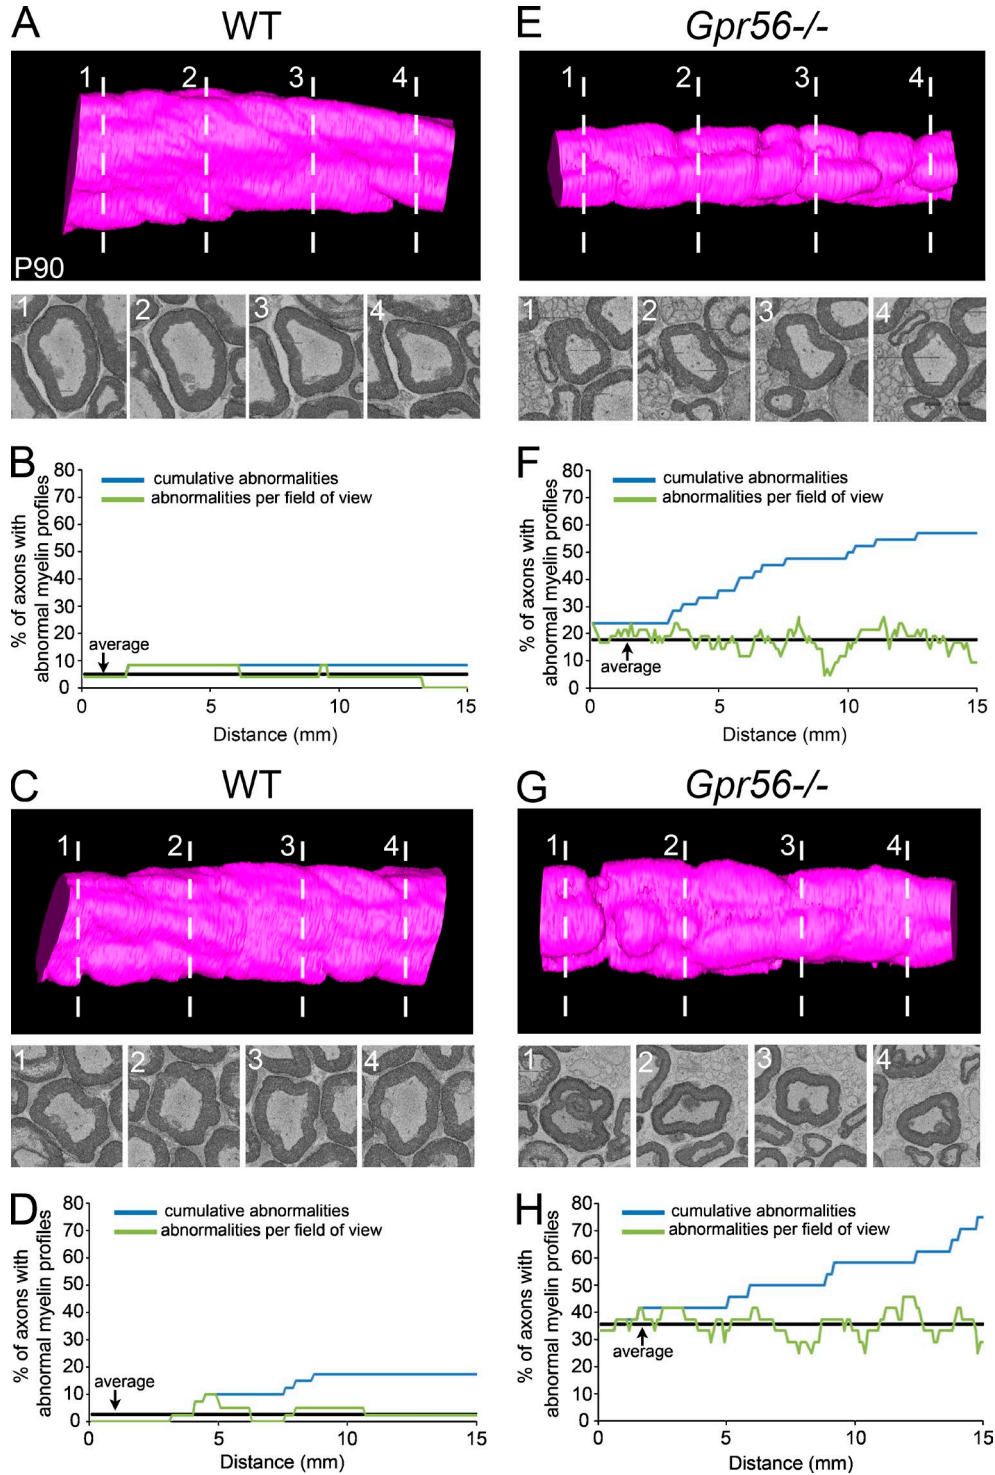 A WT
1 2 3 4
P90
1 2 3 4
B
% of axons with
abnormal myelin profiles
80
70
60
50
40
30
20
10
0
cumulative abnormalities
abnormalities per field of view
average
0 5 10 15
Distance (mm)
C WT
1 2 3 4
1 2 3 4
D
% of axons with
abnormal myelin profiles
80
70
60
50
40
30
20
10
0
cumulative abnormalities
abnormalities per field of view
average
0 5 10 15
Distance (mm)
E Gpr56-/-
1 2 3 4
1 2 3 4
F
% of axons with
abnormal myelin profiles
80
70
60
50
40
30
20
10
0
cumulative abnormalities
abnormalities per field of view
average
0 5 10 15
Distance (mm)
G Gpr56-/-
1 2 3 4
1 2 3 4
H
% of axons with
abnormal myelin profiles
80
70
60
50
40
30
20
10
0
cumulative abnormalities
abnormalities per field of view
average
0 5 10 15
Distance (mm)